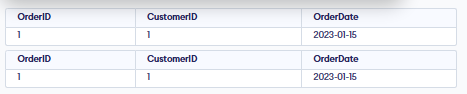 OrderID CustomerID OrderDate
1 1 2023-01-15
OrderID CustomerID OrderDate
1 1 2023-01-15